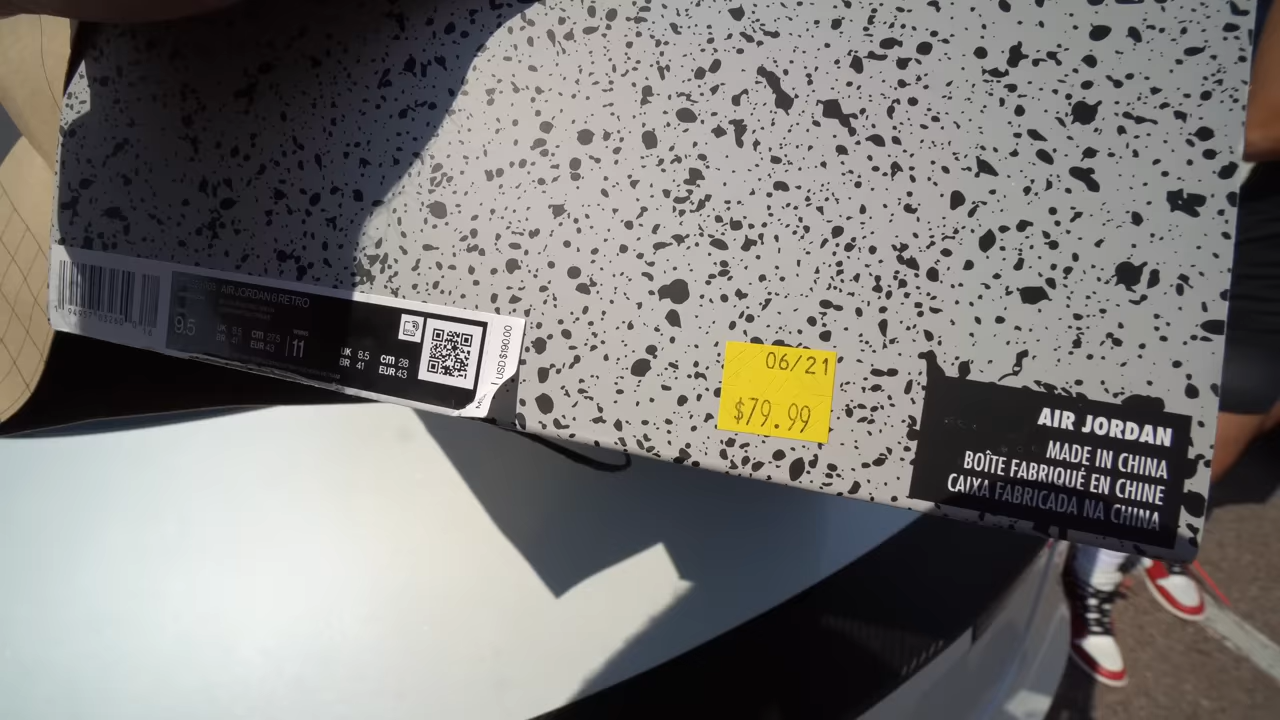 AIR JORDAN 6 RETRO
9.5
UK 8.5
BR 41
cm 27.5
EUR 43
11
UK 8.5
BR 41
cm 28
EUR 43
USD $190.00
06/21
$79.99
AIR JORDAN
MADE IN CHINA
BOÎTE FABRIQUÉ EN CHINE
CAIXA FABRICADA NA CHINA